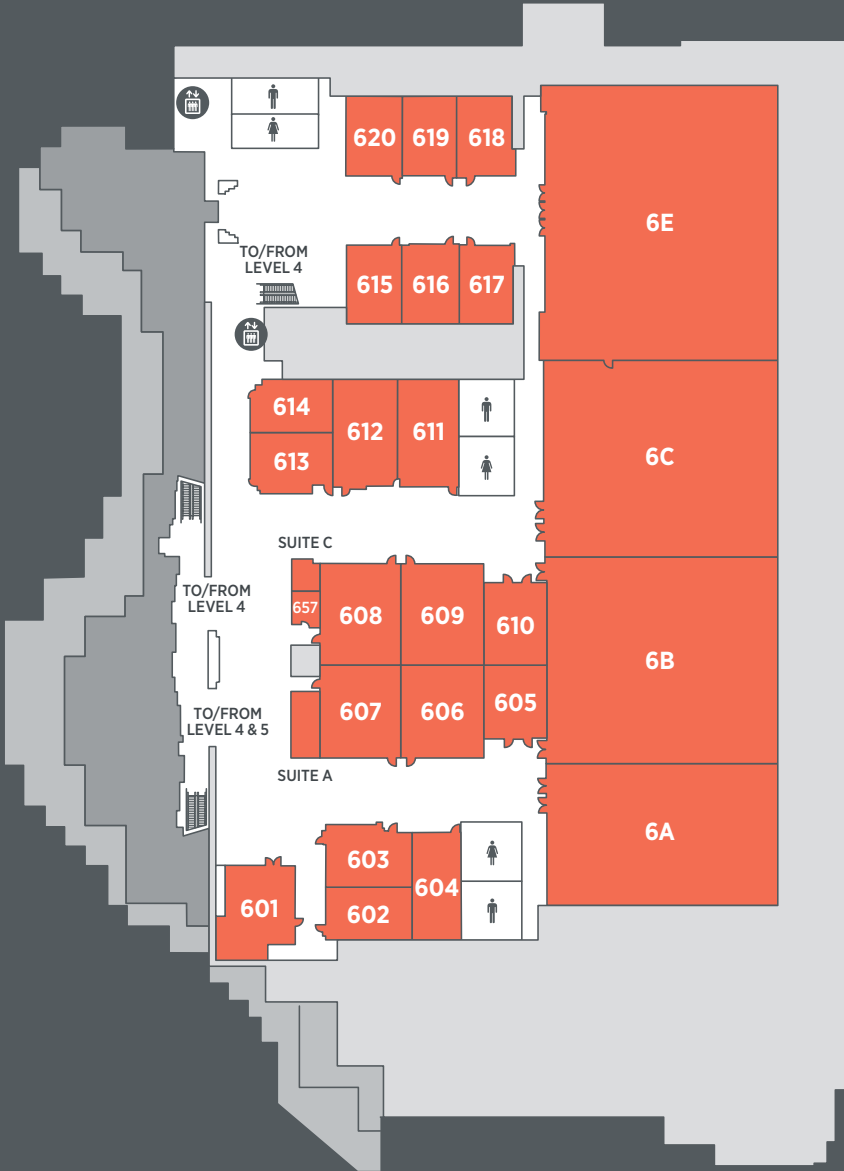 620
619
618
6E
TO/FROM
LEVEL 4
615
616
617
614
613
612
611
6C
SUITE C
657
608
609
610
TO/FROM
LEVEL 4
6B
607
606
605
TO/FROM
LEVEL 4 & 5
SUITE A
6A
603
604
602
601